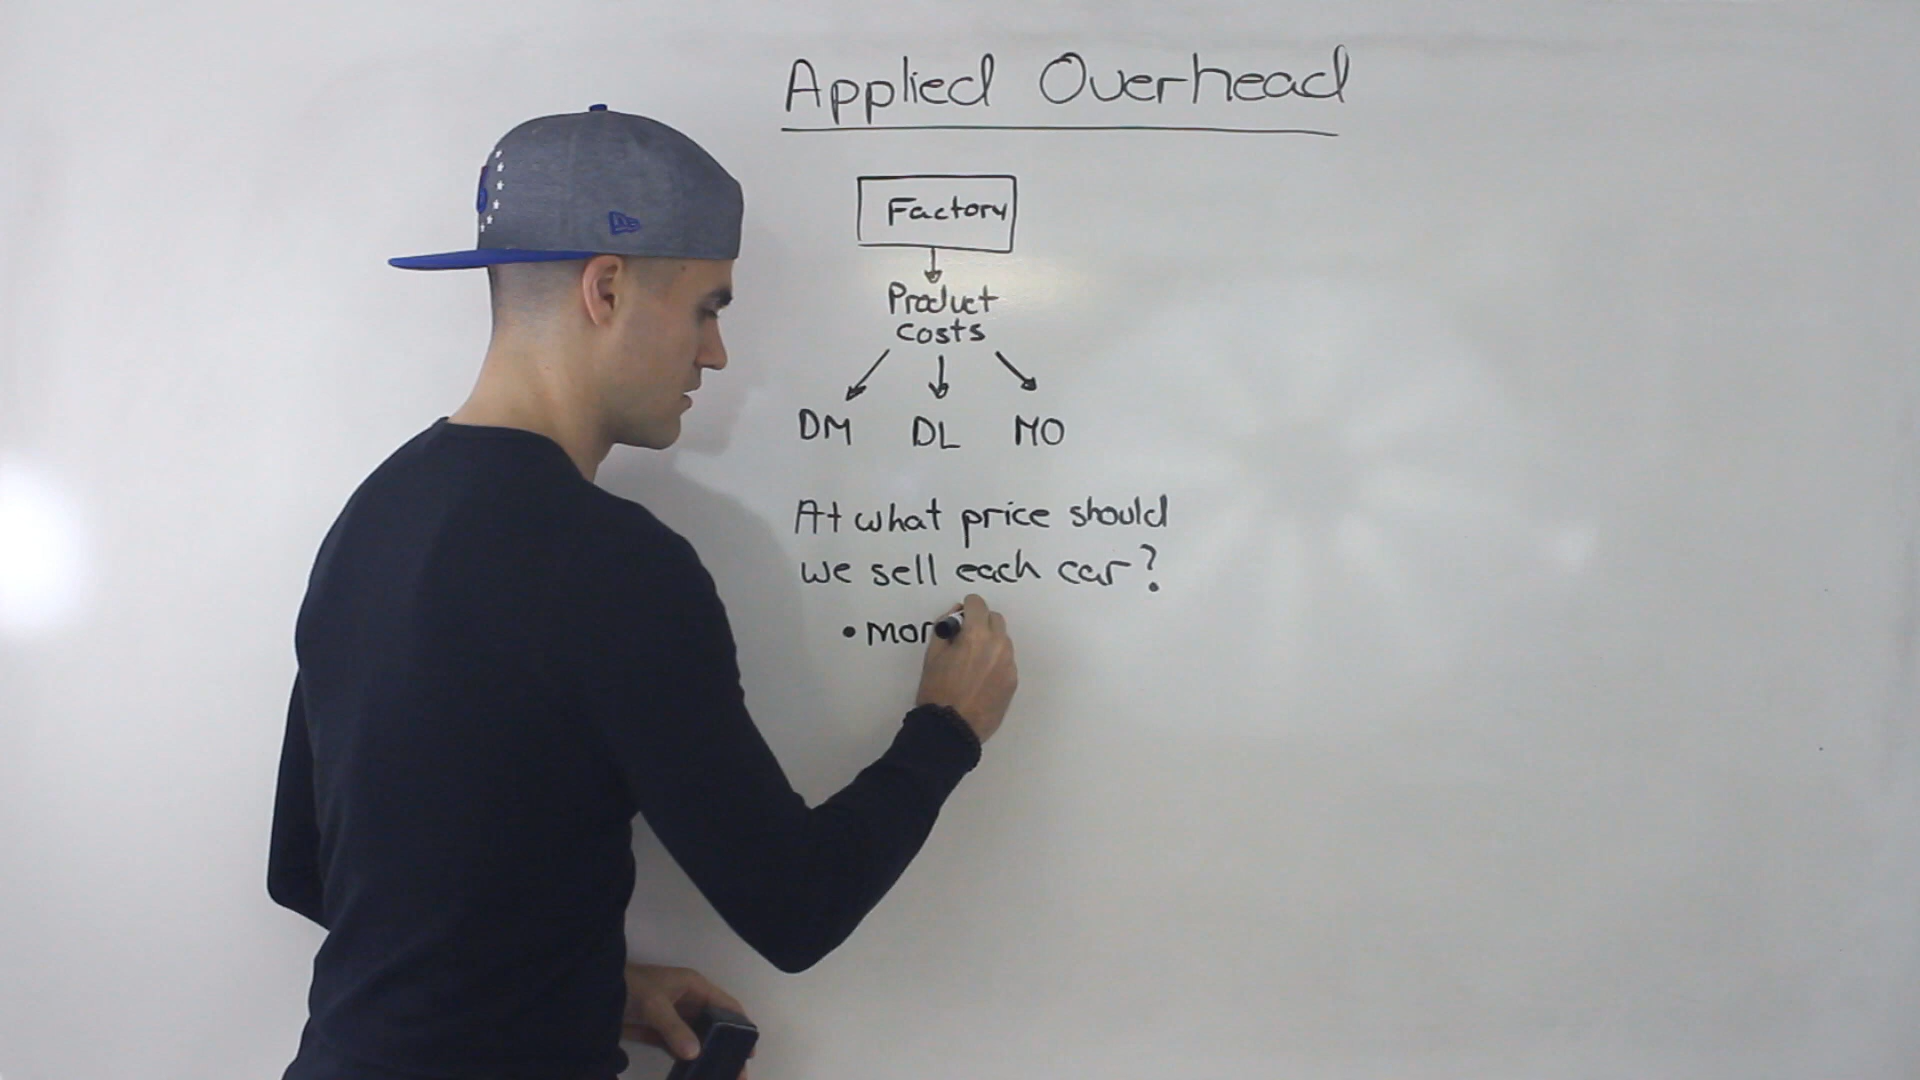 Applied Overhead
Factory
Product
costs
DM DL MO
At what price should
we sell each car?
• mor